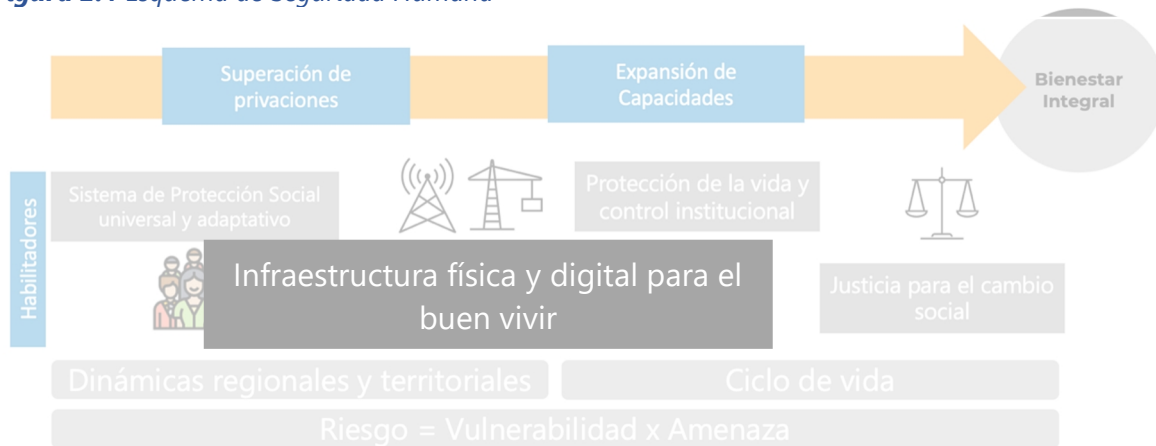 Esquema de Seguridad Humana
Superación de
privaciones
Expansión de
Capacidades
Bienestar
Integral
Habilitadores
Sistema de Protección Social
universal y adaptativo
Protección de la vida y
control institucional
Infraestructura física y digital para el
buen vivir
Justicia para el cambio
social
Dinámicas regionales y territoriales
Ciclo de vida
Riesgo = Vulnerabilidad x Amenaza